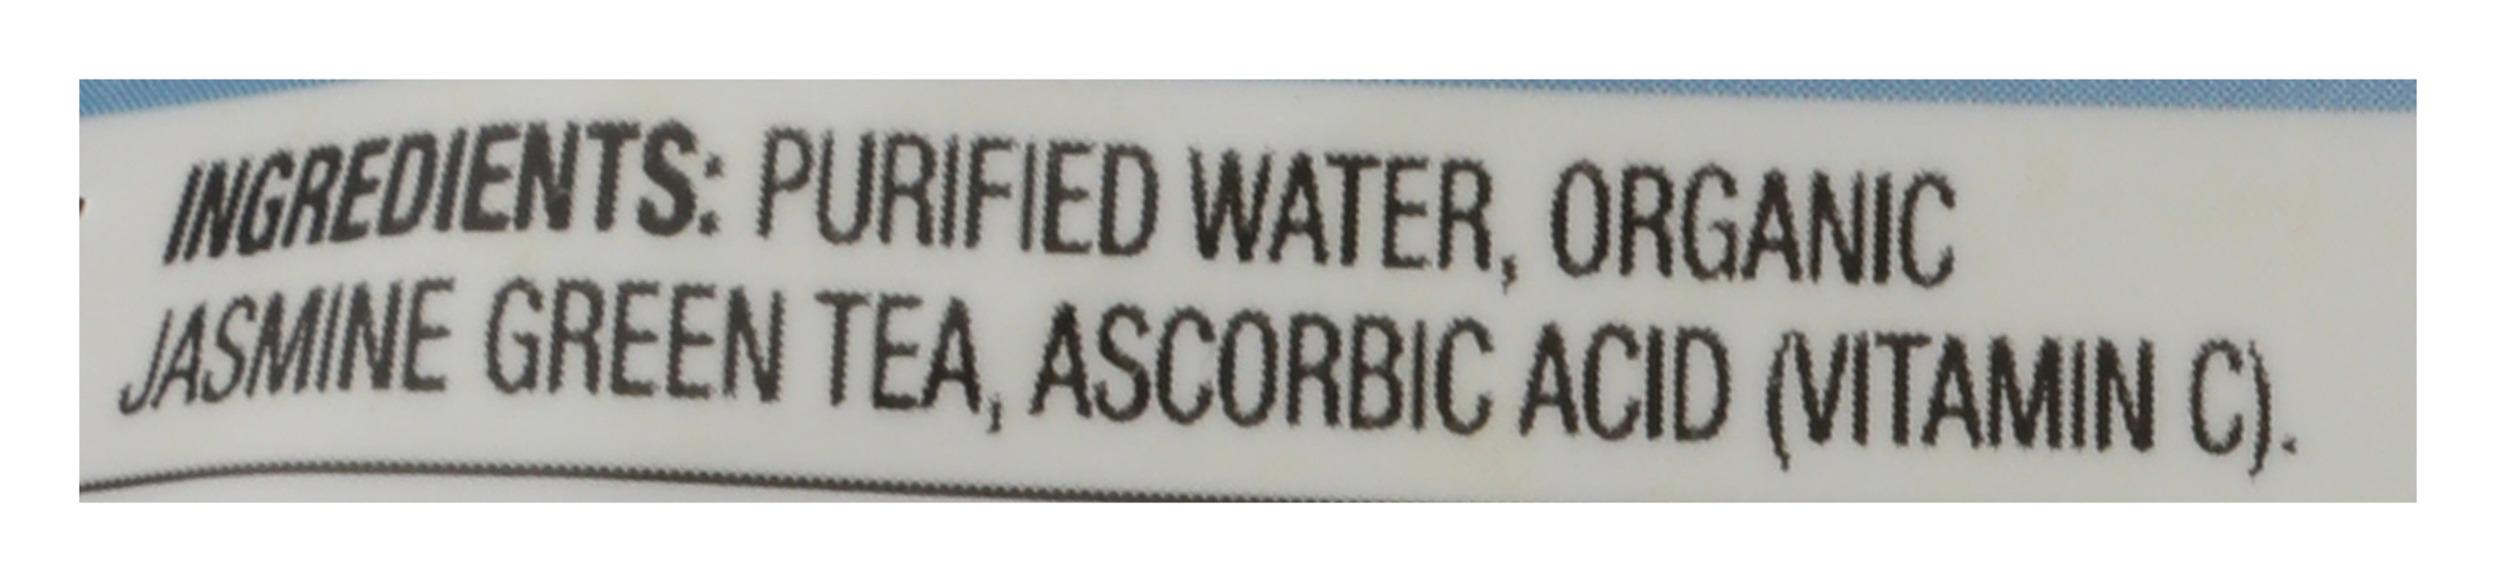 INGREDIENTS: PURIFIED WATER, ORGANIC
JASMINE GREEN TEA, ASCORBIC ACID (VITAMIN C).